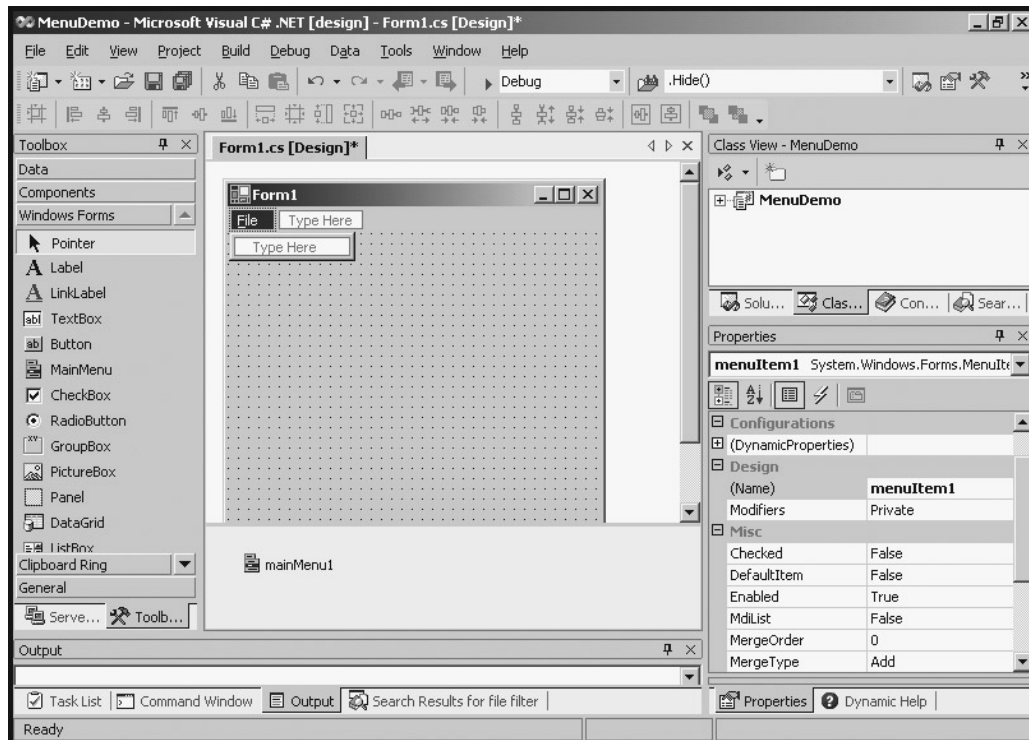 MenuDemo - Microsoft Visual C# .NET [design] - Form1.cs [Design]*
File Edit View Project Build Debug Data Tools Window Help
Debug .Hide()
Toolbox
Data
Components
Windows Forms
Pointer
Label
LinkLabel
TextBox
Button
MainMenu
CheckBox
RadioButton
GroupBox
PictureBox
Panel
DataGrid
ListBox
Clipboard Ring
General
Serve... Toolb...
Form1.cs [Design]*
Form1
File Type Here
Type Here
mainMenu1
Class View - MenuDemo
MenuDemo
Solu... Clas... Con... Sear...
Properties
menuItem1 System.Windows.Forms.MenuIte
Configurations
(DynamicProperties)
Design
(Name) menuItem1
Modifiers Private
Misc
Checked False
DefaultItem False
Enabled True
MdiList False
MergeOrder 0
MergeType Add
Output
Task List Command Window Output Search Results for file filter
Properties Dynamic Help
Ready